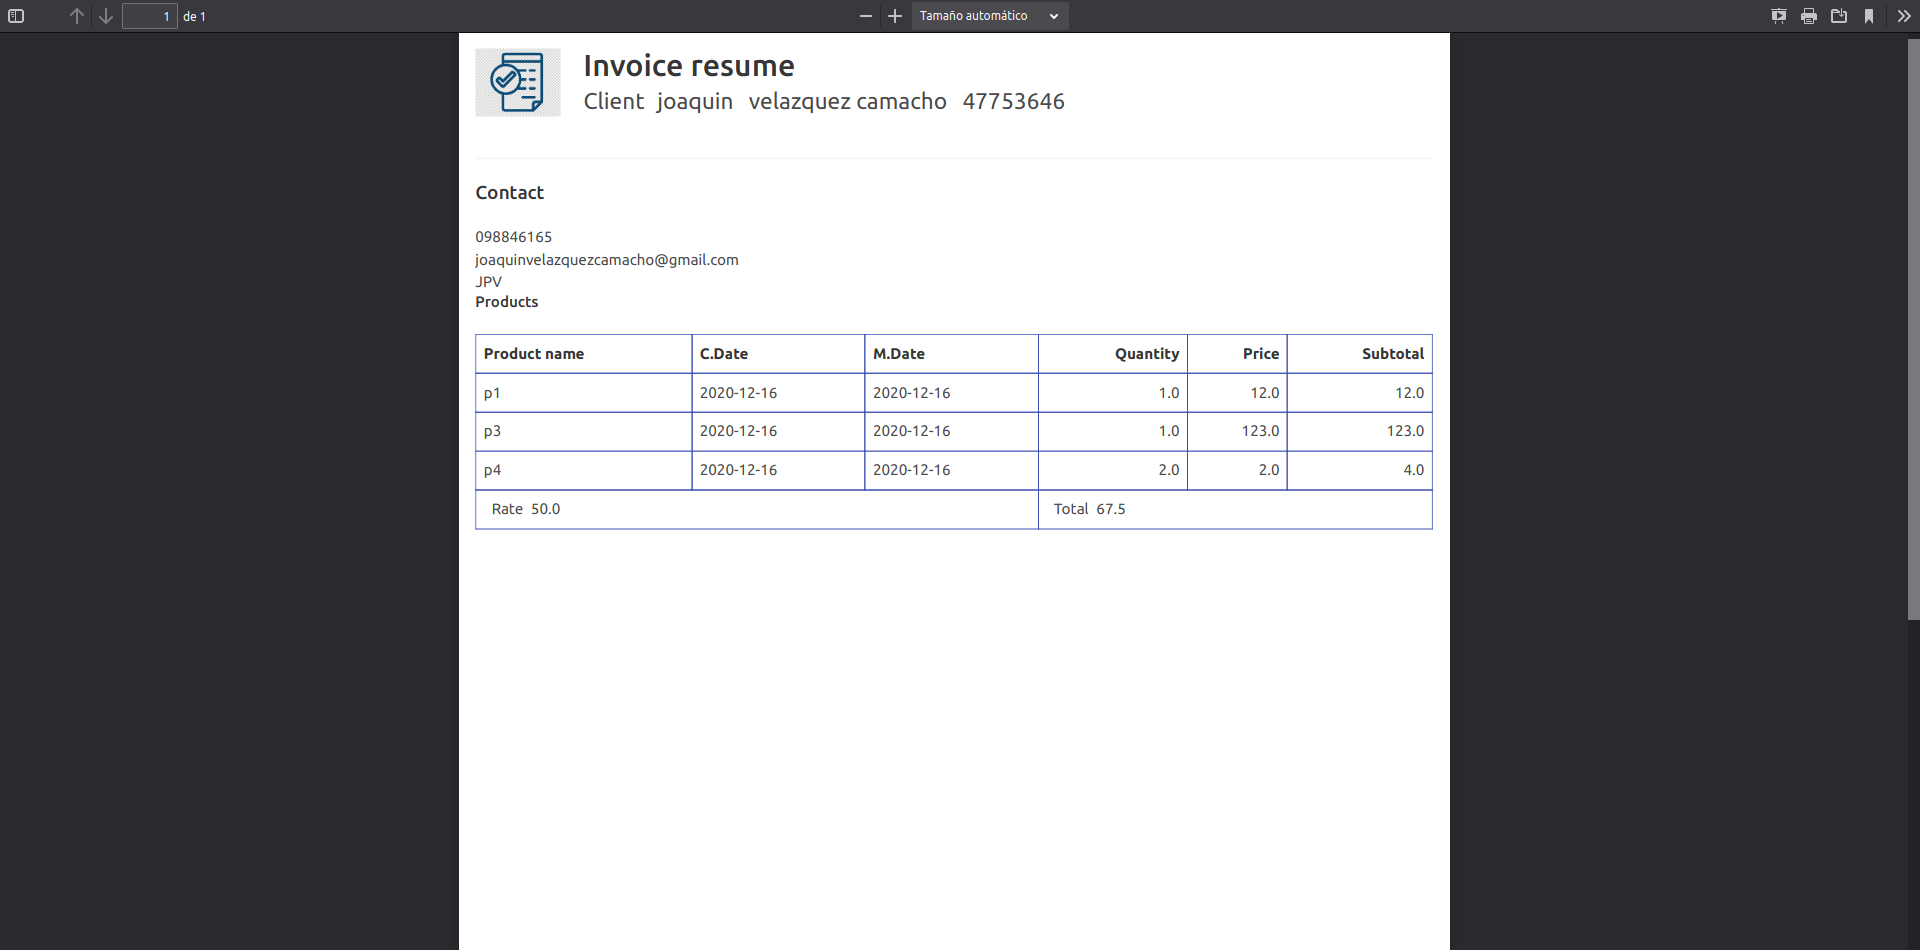 1 de 1 Tamaño automático
Invoice resume
Client joaquin velazquez camacho 47753646
Contact
098846165
joaquinvelazquezcamacho@gmail.com
JPV
Products
Product name C.Date M.Date Quantity Price Subtotal
p1 2020-12-16 2020-12-16 1.0 12.0 12.0
p3 2020-12-16 2020-12-16 1.0 123.0 123.0
p4 2020-12-16 2020-12-16 2.0 2.0 4.0
Rate 50.0 Total 67.5